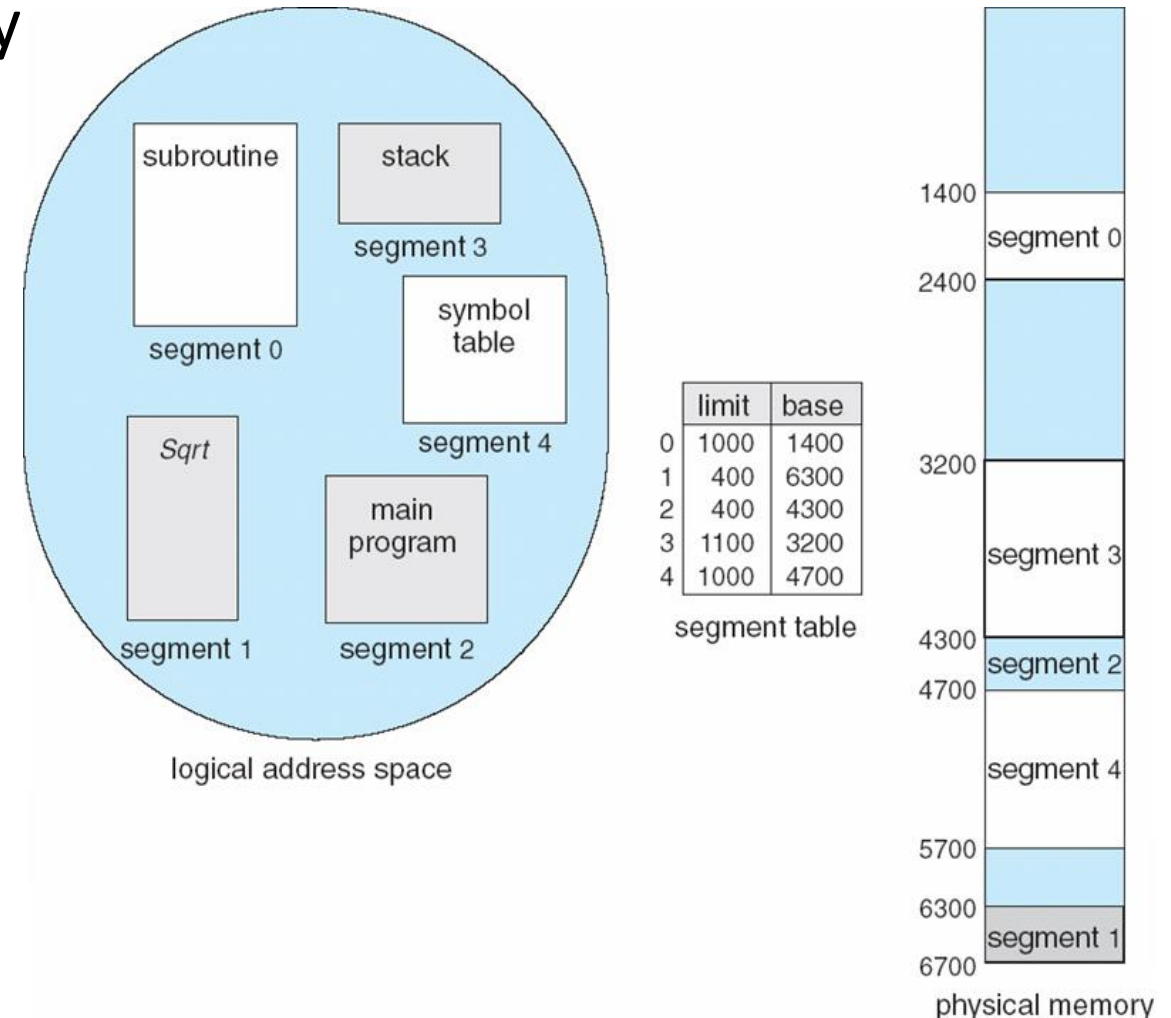 y
subroutine
segment 0
stack
segment 3
symbol
table
segment 4
Sqrt
segment 1
main
program
segment 2
logical address space
limit base
0 1000 1400
1 400 6300
2 400 4300
3 1100 3200
4 1000 4700
segment table
1400
segment 0
2400
3200
segment 3
4300
segment 2
4700
segment 4
5700
6300
segment 1
6700
physical memory